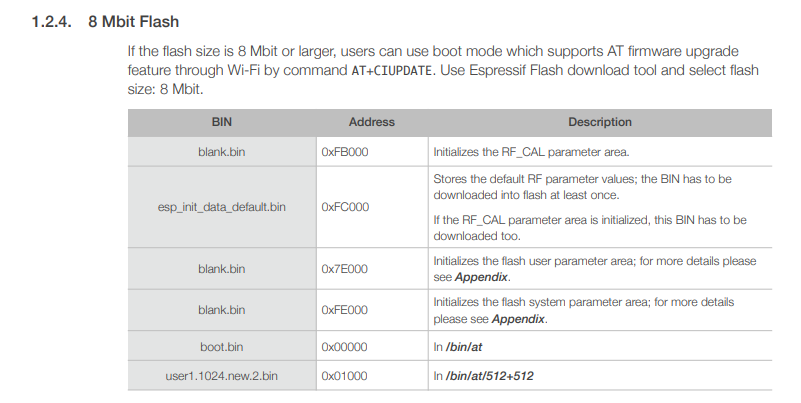 1.2.4. 8 Mbit Flash
If the flash size is 8 Mbit or larger, users can use boot mode which supports AT firmware upgrade
feature through Wi-Fi by command AT+CIUPDATE. Use Espressif Flash download tool and select flash
size: 8 Mbit.
BIN Address Description
blank.bin 0xFB000 Initializes the RF_CAL parameter area.
esp_init_data_default.bin 0xFC000 Stores the default RF parameter values; the BIN has to be
downloaded into flash at least once.
If the RF_CAL parameter area is initialized, this BIN has to be
downloaded too.
blank.bin 0x7E000 Initializes the flash user parameter area; for more details please
see Appendix.
blank.bin 0xFE000 Initializes the flash system parameter area; for more details
please see Appendix.
boot.bin 0x00000 In /bin/at
user1.1024.new.2.bin 0x01000 In /bin/at/512+512